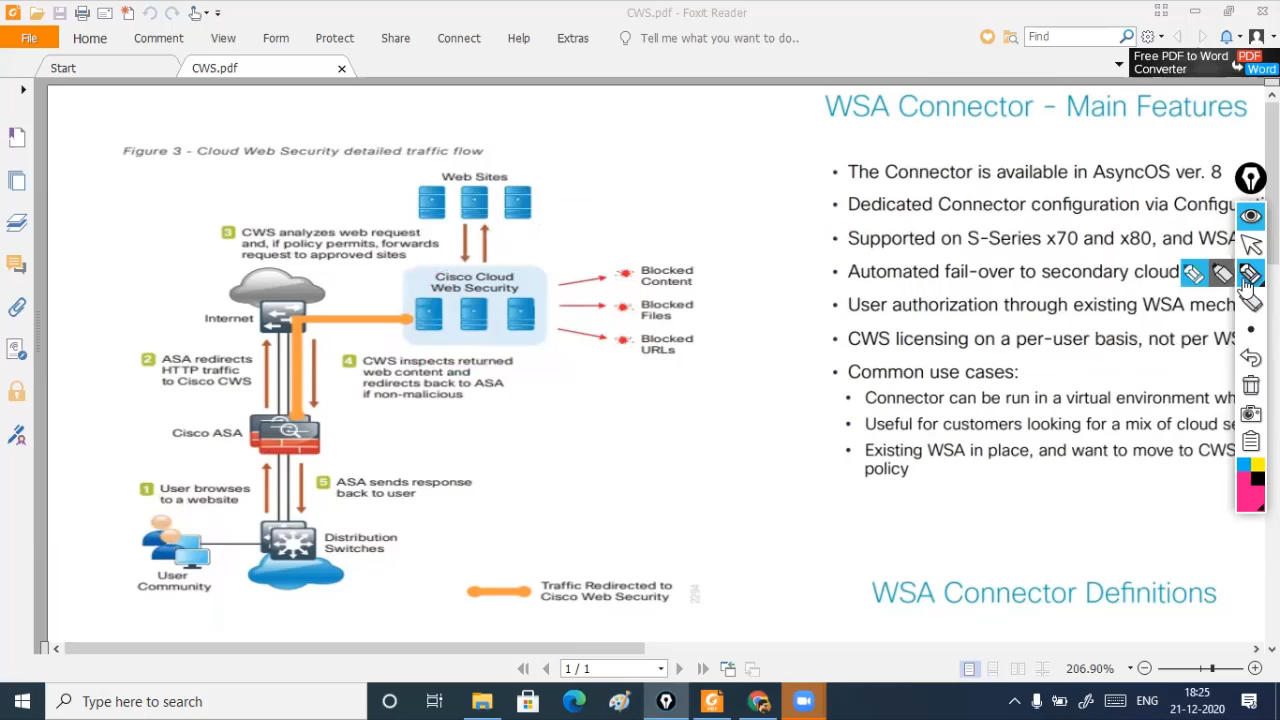 CWS.pdf - Foxit Reader
File Home Comment View Form Protect Share Connect Help Extras Tell me what you want to do.. Find
Start CWS.pdf
Free PDF to Word PDF
Converter Word
WSA Connector - Main Features
Figure 3 - Cloud Web Security detailed traffic flow
Web Sites
3 CWS analyzes web request
and, if policy permits, forwards
request to approved sites
Cisco Cloud
Web Security
Blocked
Content
Blocked
Files
Blocked
URLs
Internet
2 ASA redirects
HTTP traffic
to Cisco CWS
4 CWS inspects returned
web content and
redirects back to ASA
if non-malicious
Cisco ASA
1 User browses
to a website
5 ASA sends response
back to user
Distribution
Switches
User
Community
Traffic Redirected to
Cisco Web Security
2294
• The Connector is available in AsyncOS ver. 8
• Dedicated Connector configuration via Configu
• Supported on S-Series x70 and x80, and WSA
• Automated fail-over to secondary cloud
• User authorization through existing WSA mech
• CWS licensing on a per-user basis, not per WS
• Common use cases:
• Connector can be run in a virtual environment wh
• Useful for customers looking for a mix of cloud se
• Existing WSA in place, and want to move to CWS
policy
WSA Connector Definitions
1 / 1
206.90%
Type here to search
ENG
18:25
21-12-2020